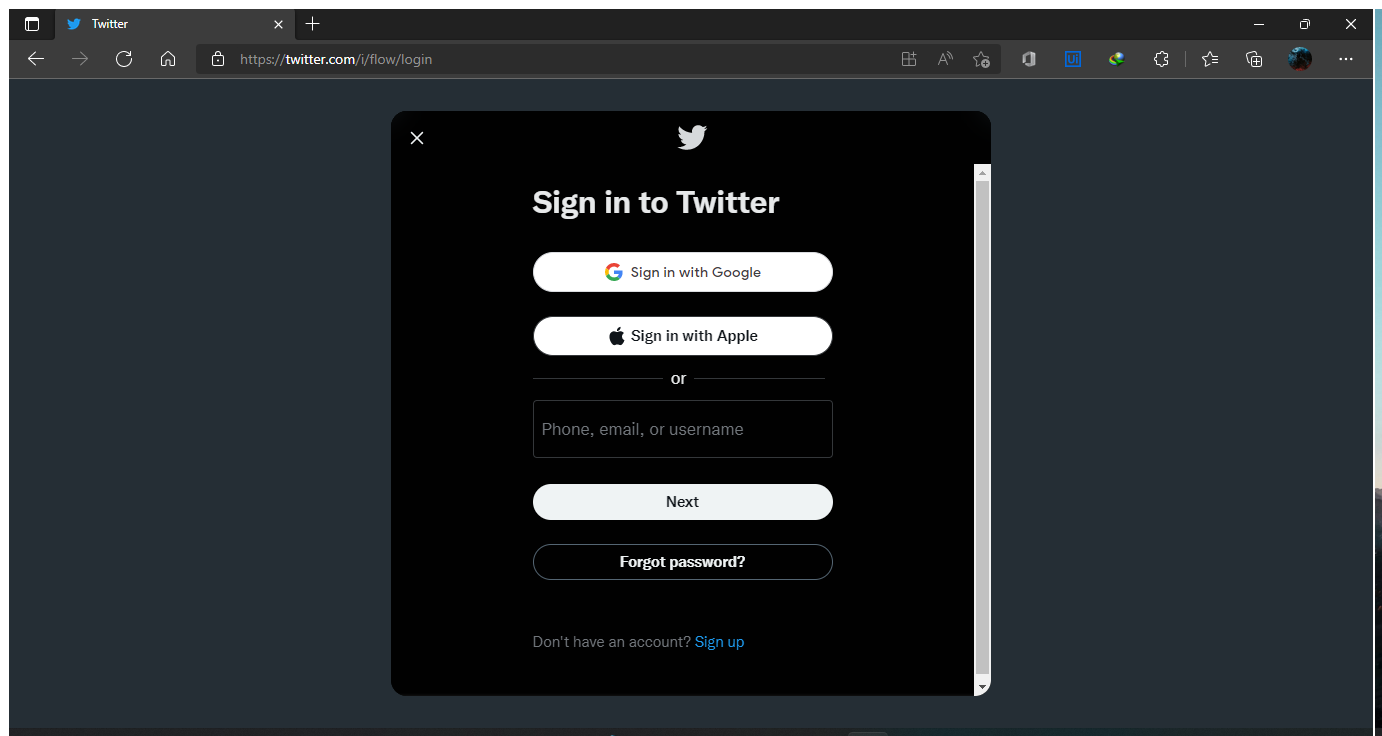 Twitter
https://twitter.com/i/flow/login
Sign in to Twitter
Sign in with Google
Sign in with Apple
or
Phone, email, or username
Next
Forgot password?
Don't have an account? Sign up